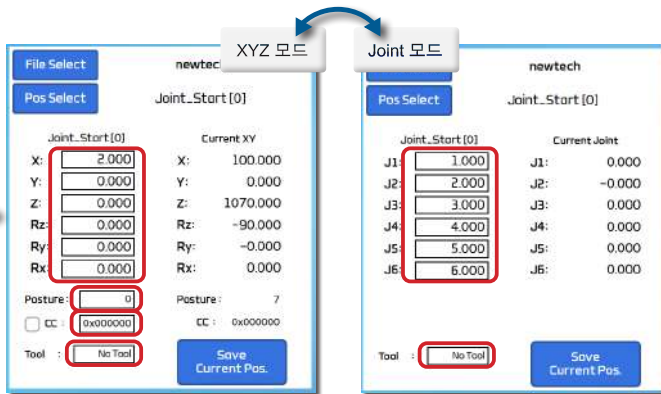 XYZ 모드
Joint 모드
File Select
newtec
Pos Select
Joint_Start [0]
Joint_Start [0]
Current XY
X: 2.000 X: 100.000
Y: 0.000 Y: 0.000
Z: 0.000 Z: 1070.000
Rz: 0.000 Rz: -90.000
Ry: 0.000 Ry: -0.000
Rx: 0.000 Rx: 0.000
Posture: 0 Posture: 7
CC : 0x000000 CC : 0x000000
Tool : No Tool
Save
Current Pos.
newtech
Pos Select
Joint_Start [0]
Joint_Start [0]
Current Joint
J1: 1.000 J1: 0.000
J2: 2.000 J2: -0.000
J3: 3.000 J3: 0.000
J4: 4.000 J4: 0.000
J5: 5.000 J5: 0.000
J6: 6.000 J6: 0.000
Tool : No Tool
Save
Current Pos.